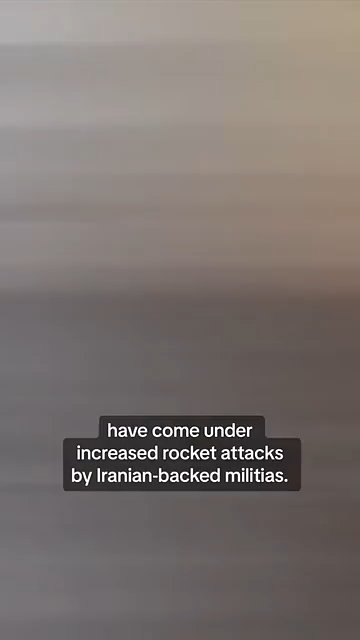 have come under
increased rocket attacks
by Iranian-backed militias.